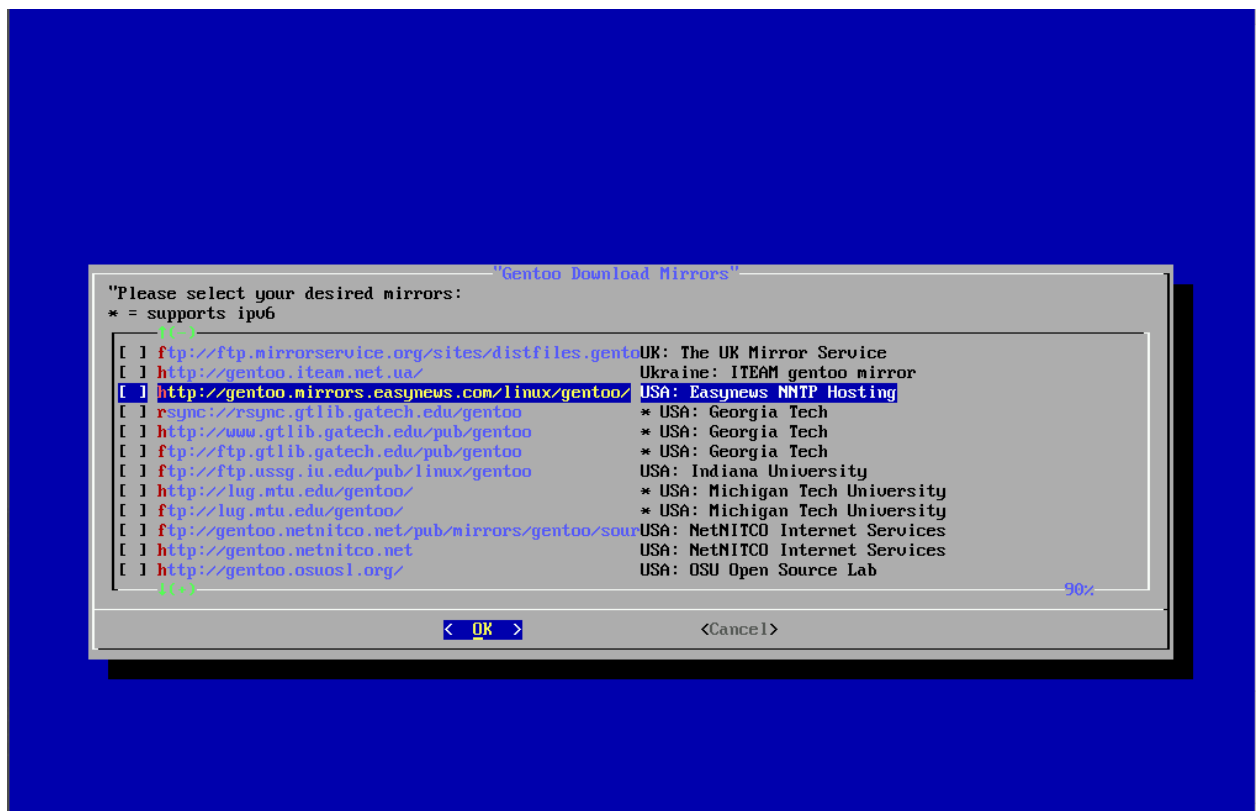 "Gentoo Download Mirrors"
"Please select your desired mirrors:
* = supports ipv6
↑(-)
[ ] ftp://ftp.mirrorservice.org/sites/distfiles.gentoUK: The UK Mirror Service
[ ] http://gentoo.iteam.net.ua/ Ukraine: ITEAM gentoo mirror
[ ] http://gentoo.mirrors.easynews.com/linux/gentoo/ USA: Easynews NNTP Hosting
[ ] rsync://rsync.gtlib.gatech.edu/gentoo * USA: Georgia Tech
[ ] http://www.gtlib.gatech.edu/pub/gentoo * USA: Georgia Tech
[ ] ftp://ftp.gtlib.gatech.edu/pub/gentoo * USA: Georgia Tech
[ ] ftp://ftp.ussg.iu.edu/pub/linux/gentoo USA: Indiana University
[ ] http://lug.mtu.edu/gentoo/ * USA: Michigan Tech University
[ ] ftp://lug.mtu.edu/gentoo/ * USA: Michigan Tech University
[ ] ftp://gentoo.netnitco.net/pub/mirrors/gentoo/sourUSA: NetNITCO Internet Services
[ ] http://gentoo.netnitco.net USA: NetNITCO Internet Services
[ ] http://gentoo.osuosl.org/ USA: OSU Open Source Lab
↓(+) 90%
< OK > <Cancel>